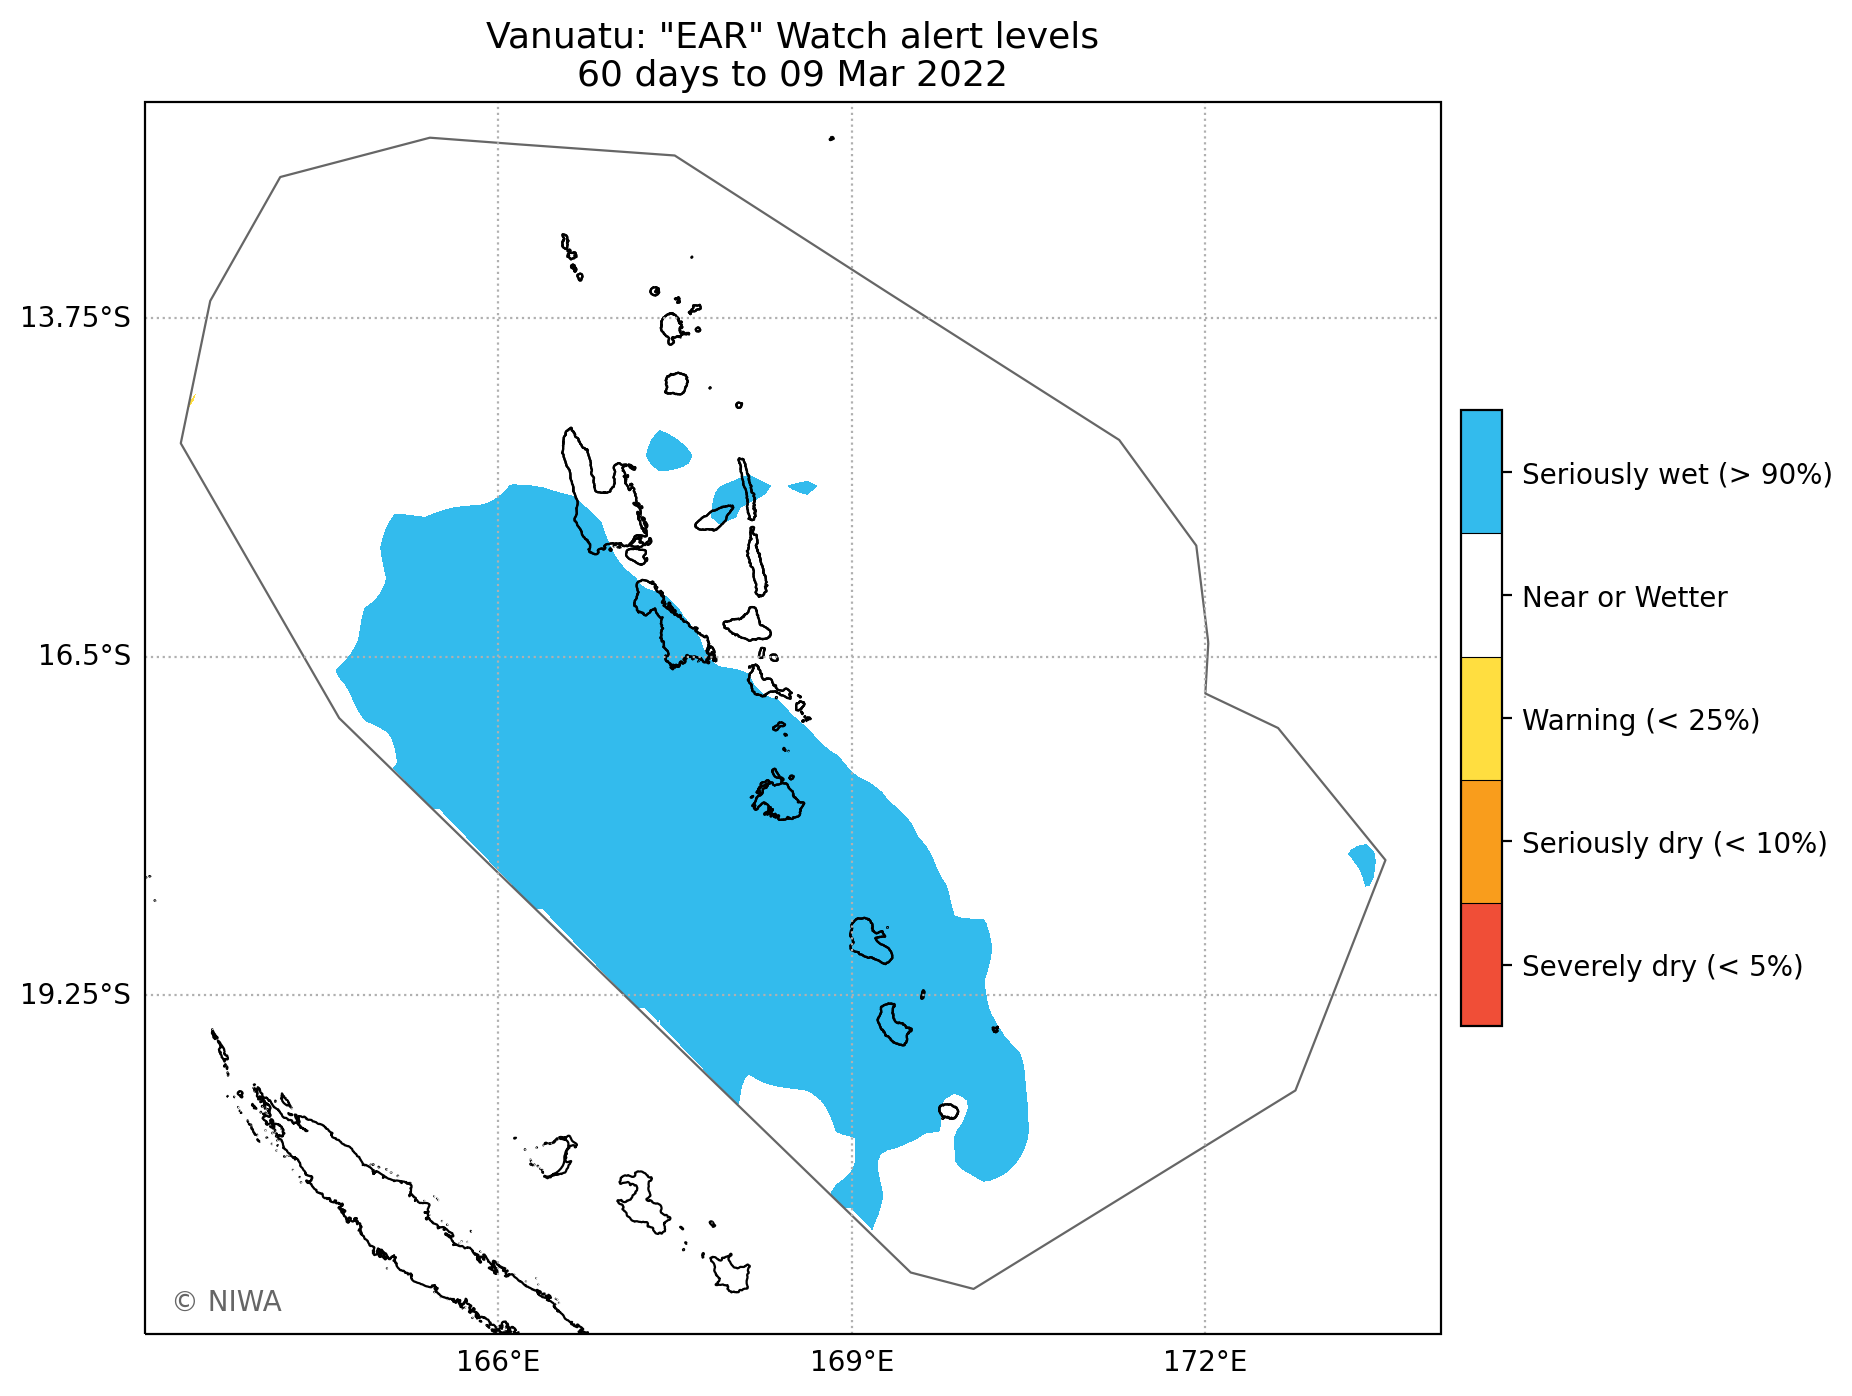 Vanuatu: "EAR" Watch alert levels
60 days to 09 Mar 2022
13.75°S
16.5°S
19.25°S
166°E
169°E
172°E
Seriously wet (> 90%)
Near or Wetter
Warning (< 25%)
Seriously dry (< 10%)
Severely dry (< 5%)
© NIWA